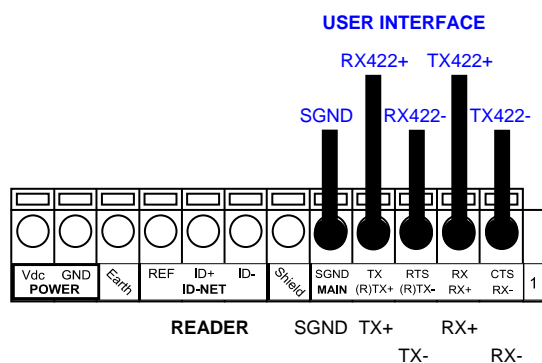 USER INTERFACE
RX422+ TX422+
SGND RX422- TX422-
Vdc GND Earth REF ID+ ID- Shield SGND TX RTS RX CTS 1
POWER ID-NET MAIN (R)TX+ (R)TX- RX+ RX-
READER SGND TX+ RX+
TX- RX-